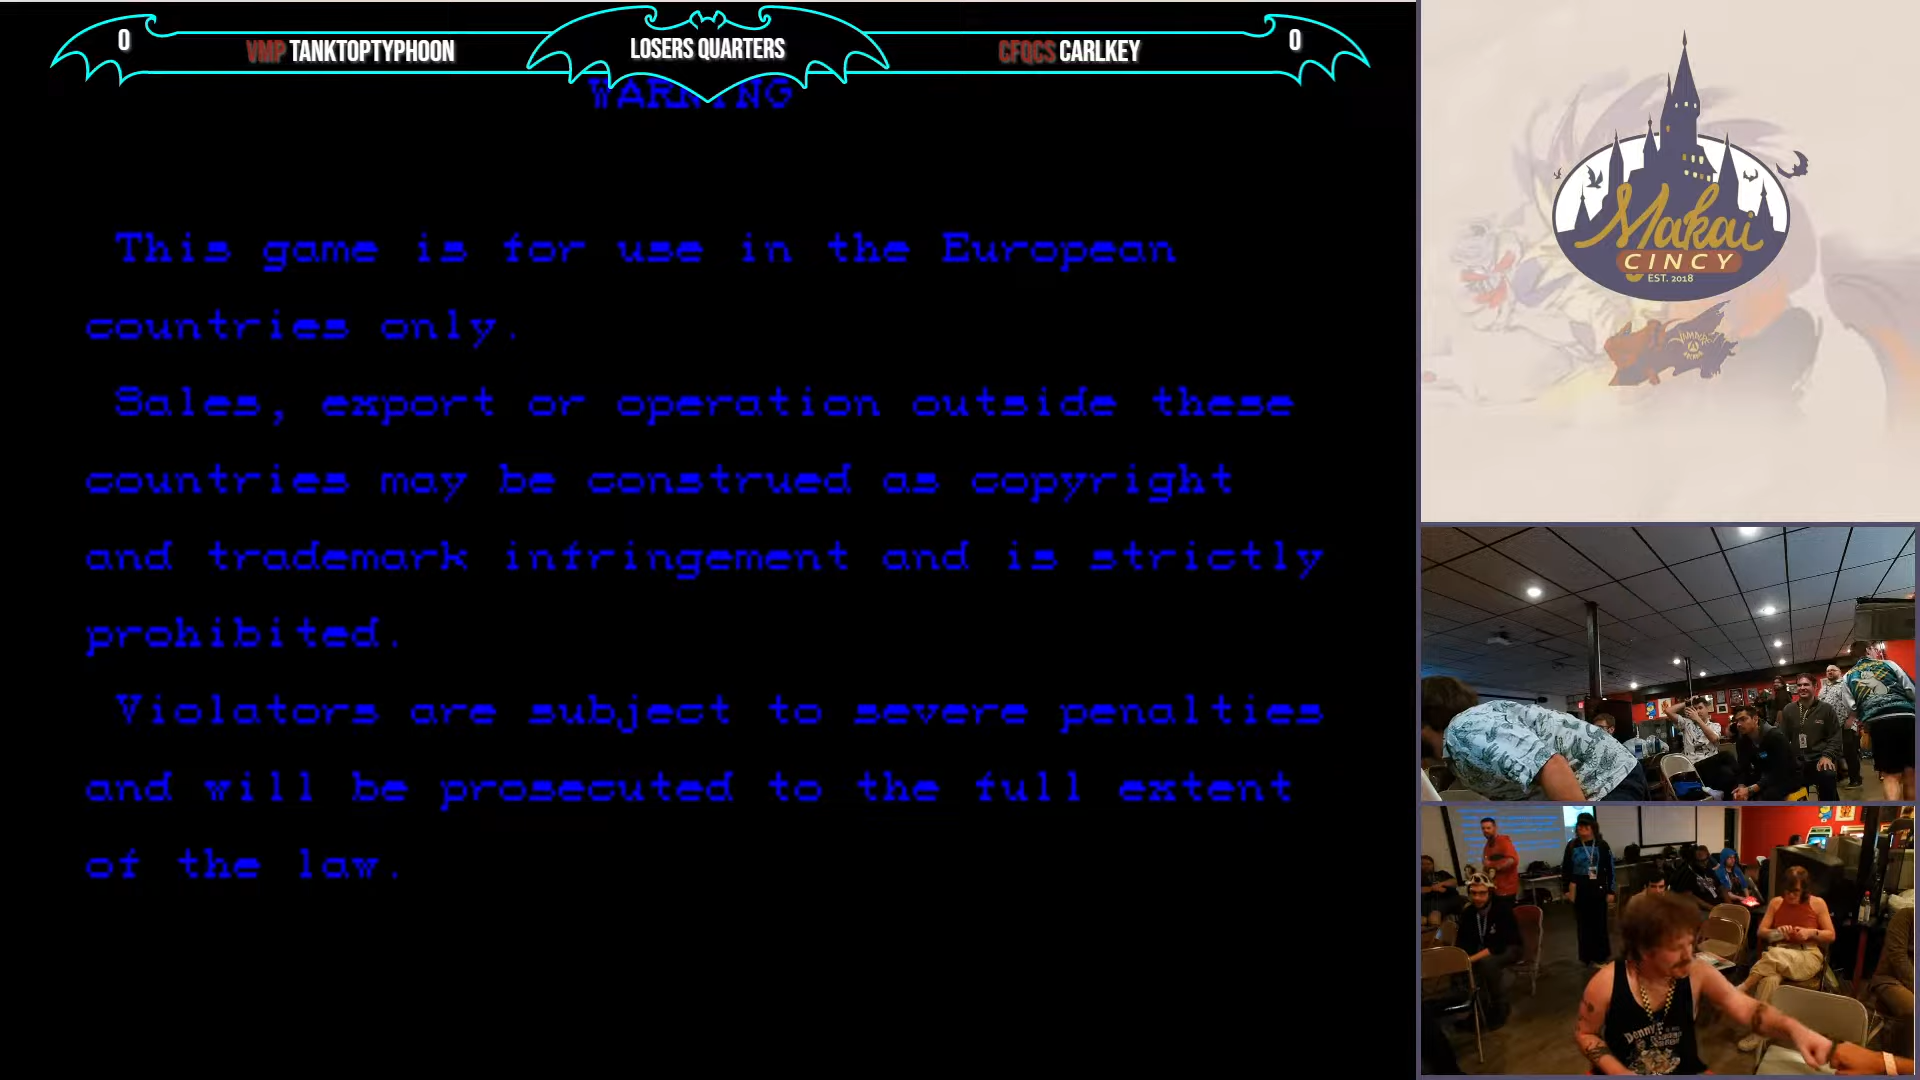 0
VMP TANKTOPTYPHOON
LOSERS QUARTERS
CFQCS CARLKEY
0
WARNING
This game is for use in the European
countries only.
Sales, export or operation outside these
countries may be construed as copyright
and trademark infringement and is strictly
prohibited.
Violators are subject to severe penalties
and will be prosecuted to the full extent
of the law.
Makai
CINCY
EST. 2018